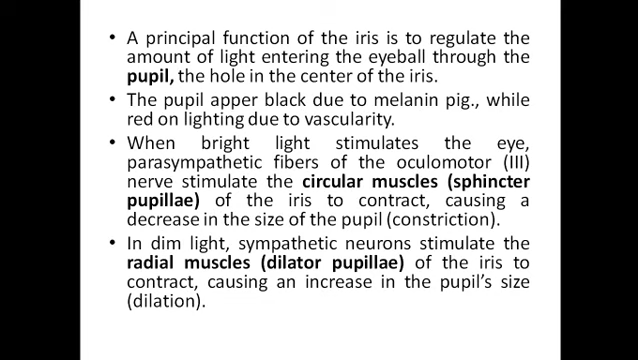 • A principal function of the iris is to regulate the
amount of light entering the eyeball through the
pupil, the hole in the center of the iris.
• The pupil apper black due to melanin pig., while
red on lighting due to vascularity.
• When bright light stimulates the eye,
parasympathetic fibers of the oculomotor (III)
nerve stimulate the circular muscles (sphincter
pupillae) of the iris to contract, causing a
decrease in the size of the pupil (constriction).
• In dim light, sympathetic neurons stimulate the
radial muscles (dilator pupillae) of the iris to
contract, causing an increase in the pupil's size
(dilation).